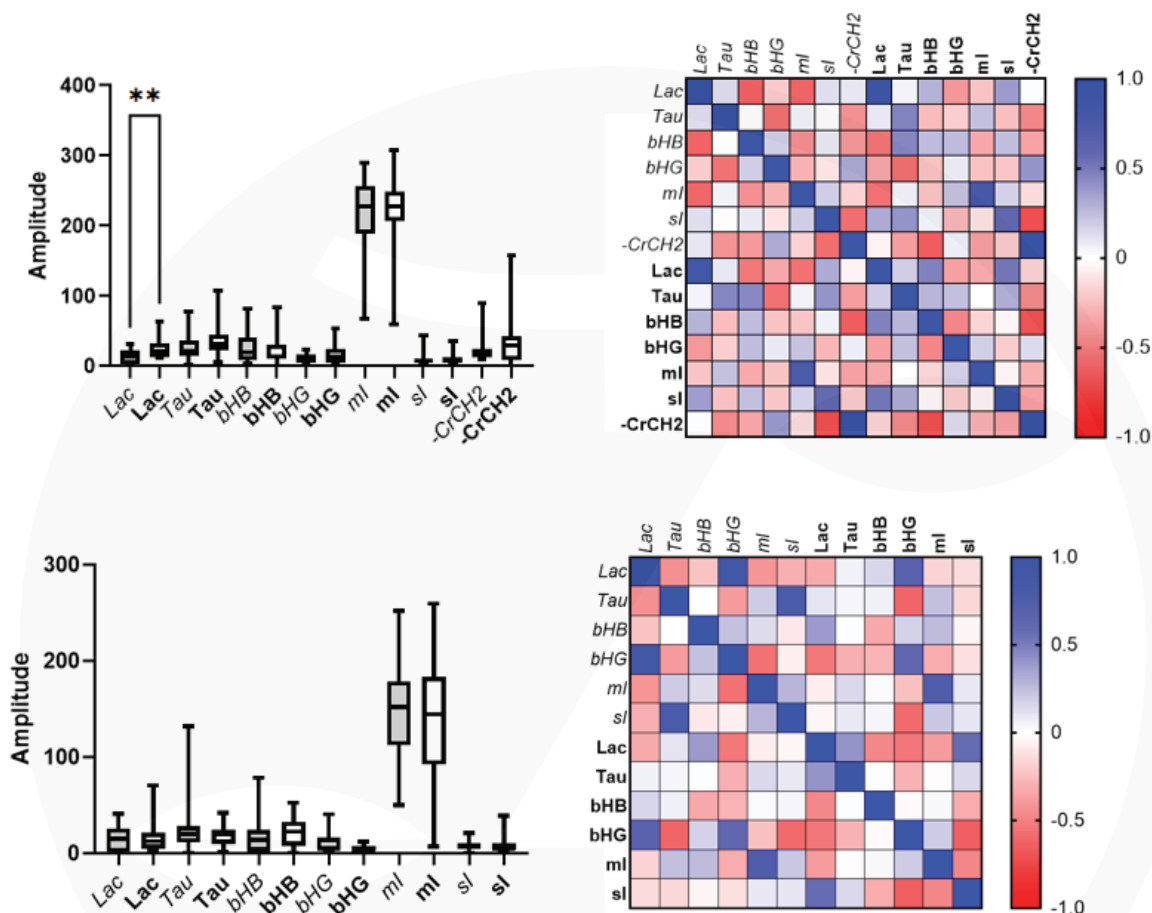 400
300
200
100
0
Amplitude
**
Lac
Lac
Tau
Tau
bHB
bHB
bHG
bHG
mI
mI
sI
sI
-CrCH2
-CrCH2
Lac
Tau
bHB
bHG
mI
sI
-CrCH2
Lac
Tau
bHB
bHG
mI
sI
-CrCH2
Lac
Tau
bHB
bHG
mI
sI
-CrCH2
Lac
Tau
bHB
bHG
mI
sI
-CrCH2
1.0
0.5
0
-0.5
-1.0
300
200
100
0
Amplitude
Lac
Lac
Tau
Tau
bHB
bHB
bHG
bHG
mI
mI
sI
sI
Lac
Tau
bHB
bHG
mI
sI
Lac
Tau
bHB
bHG
mI
sI
Lac
Tau
bHB
bHG
mI
sI
Lac
Tau
bHB
bHG
mI
sI
1.0
0.5
0
-0.5
-1.0